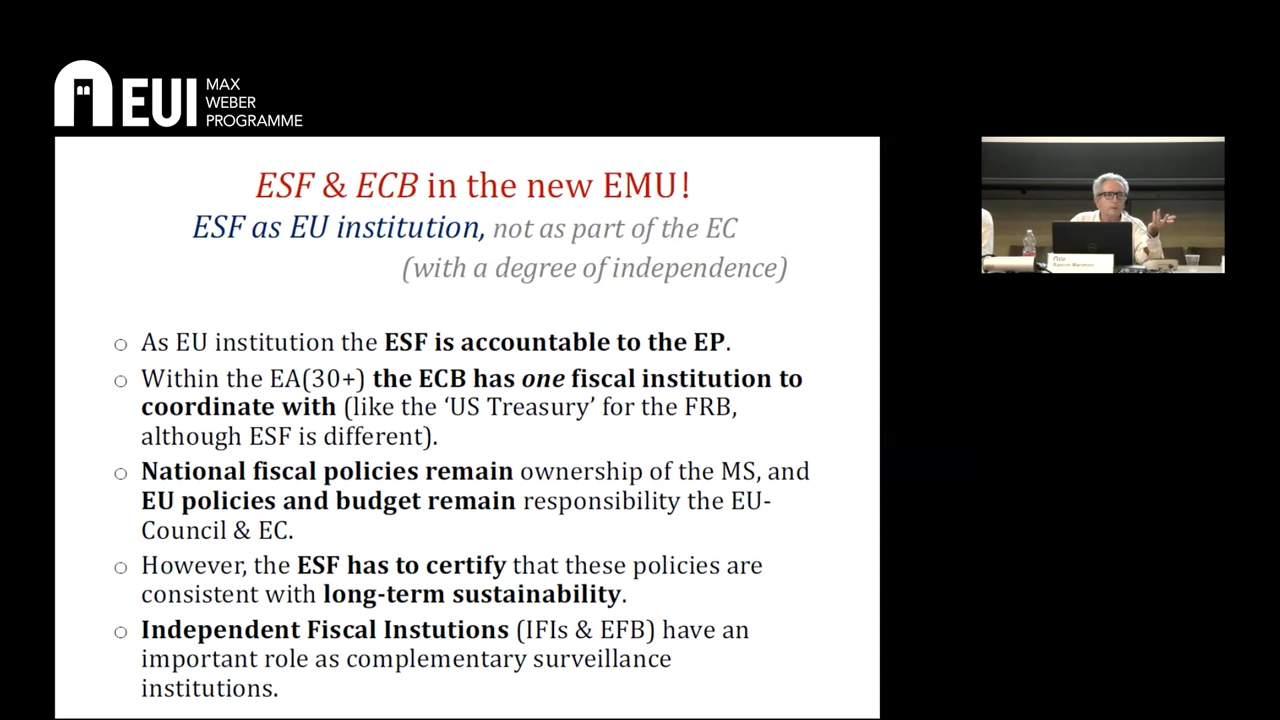 EUI
MAX
WEBER
PROGRAMME
ESF & ECB in the new EMU!
ESF as EU institution, not as part of the EC
(with a degree of independence)
○ As EU institution the ESF is accountable to the EP.
○ Within the EA(30+) the ECB has one fiscal institution to
coordinate with (like the ‘US Treasury’ for the FRB,
although ESF is different).
○ National fiscal policies remain ownership of the MS, and
EU policies and budget remain responsibility the EU-
Council & EC.
○ However, the ESF has to certify that these policies are
consistent with long-term sustainability.
○ Independent Fiscal Instutions (IFIs & EFB) have an
important role as complementary surveillance
institutions.